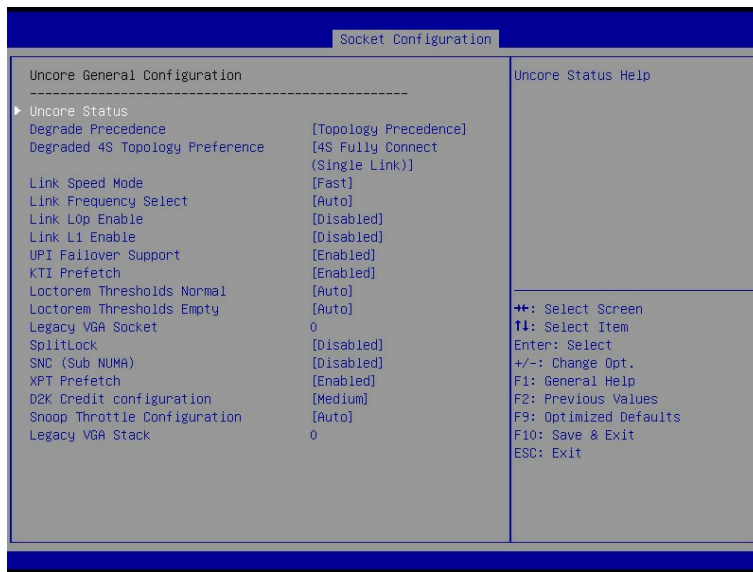 Socket Configuration
Uncore General Configuration
--------------------------------------------------
Uncore Status
Degrade Precedence [Topology Precedence]
Degraded 4S Topology Preference [4S Fully Connect
(Single Link)]
Link Speed Mode [Fast]
Link Frequency Select [Auto]
Link L0p Enable [Disabled]
Link L1 Enable [Disabled]
UPI Failover Support [Enabled]
KTI Prefetch [Enabled]
Loctorem Thresholds Normal [Auto]
Loctorem Thresholds Empty [Auto]
Legacy VGA Socket 0
SplitLock [Disabled]
SNC (Sub NUMA) [Disabled]
XPT Prefetch [Enabled]
D2K Credit configuration [Medium]
Snoop Throttle Configuration [Auto]
Legacy VGA Stack 0
Uncore Status Help
→←: Select Screen
↑↓: Select Item
Enter: Select
+/-: Change Opt.
F1: General Help
F2: Previous Values
F9: Optimized Defaults
F10: Save & Exit
ESC: Exit